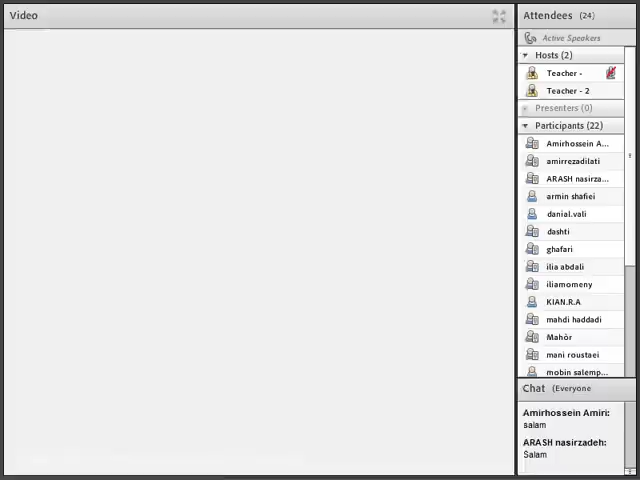 Video
Attendees (24)
Active Speakers
Hosts (2)
Teacher -
Teacher - 2
Presenters (0)
Participants (22)
Amirhossein A...
amirrezadilati
ARASH nasirza...
armin shafiei
danial.vali
dashti
ghafari
ilia abdali
iliamomeny
KIAN.R.A
mahdi haddadi
Mahòr
mani roustaei
mobin salemp...
Chat (Everyone
Amirhossein Amiri:
salam
ARASH nasirzadeh:
Salam